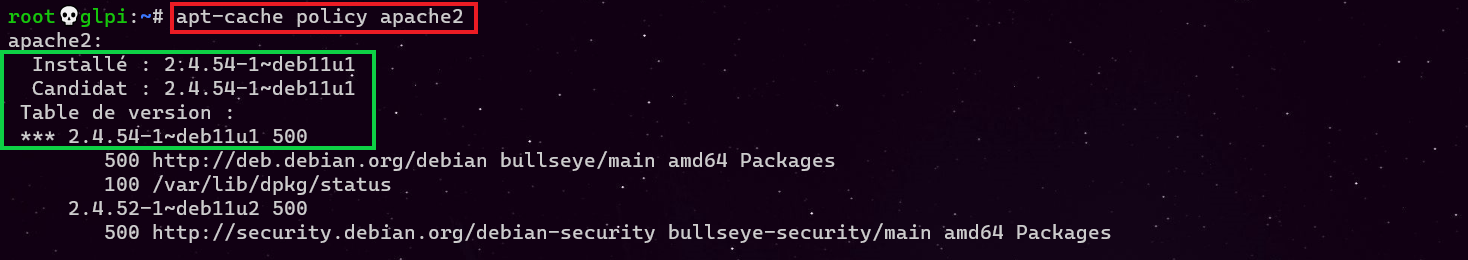 root💀glpi:~# apt-cache policy apache2
apache2:
  Installé : 2.4.54-1~deb11u1
  Candidat : 2.4.54-1~deb11u1
 Table de version :
 *** 2.4.54-1~deb11u1 500
        500 http://deb.debian.org/debian bullseye/main amd64 Packages
        100 /var/lib/dpkg/status
     2.4.52-1~deb11u2 500
        500 http://security.debian.org/debian-security bullseye-security/main amd64 Packages